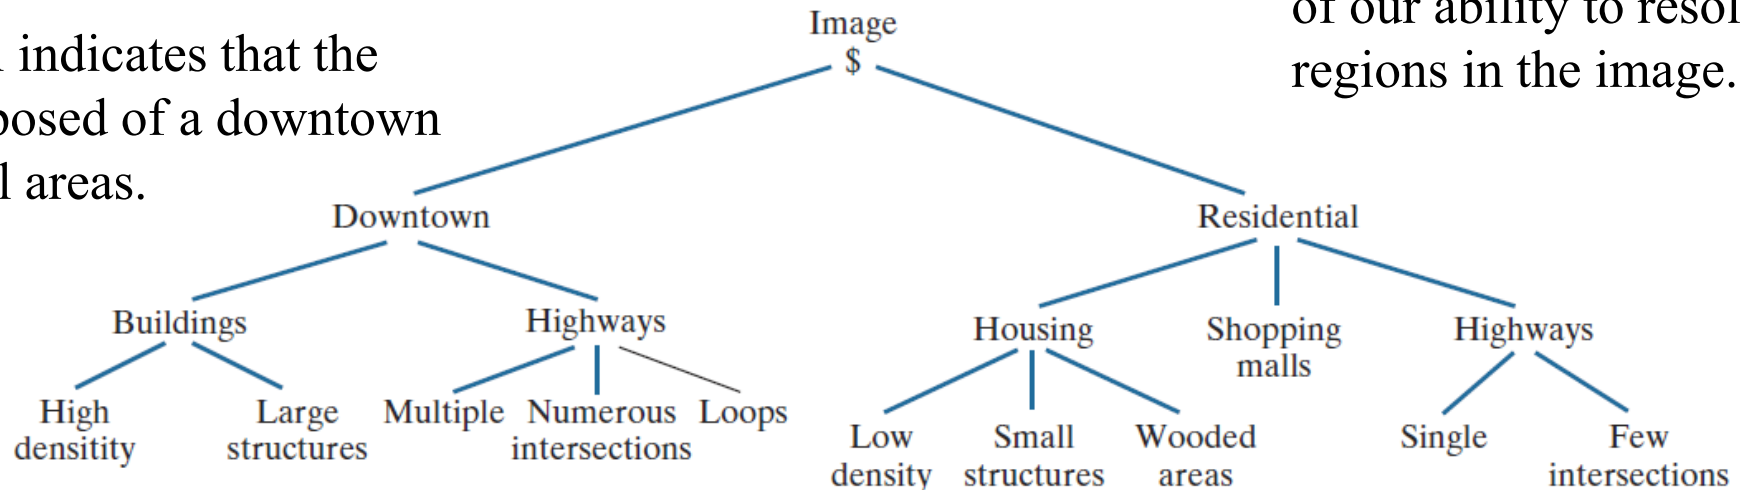 indicates that the
posed of a downtown
l areas.
of our ability to resol
regions in the image.
Image
$
Downtown
Residential
Buildings
Highways
Housing
Shopping
malls
Highways
High
densitity
Large
structures
Multiple
Numerous
intersections
Loops
Low
density
Small
structures
Wooded
areas
Single
Few
intersections